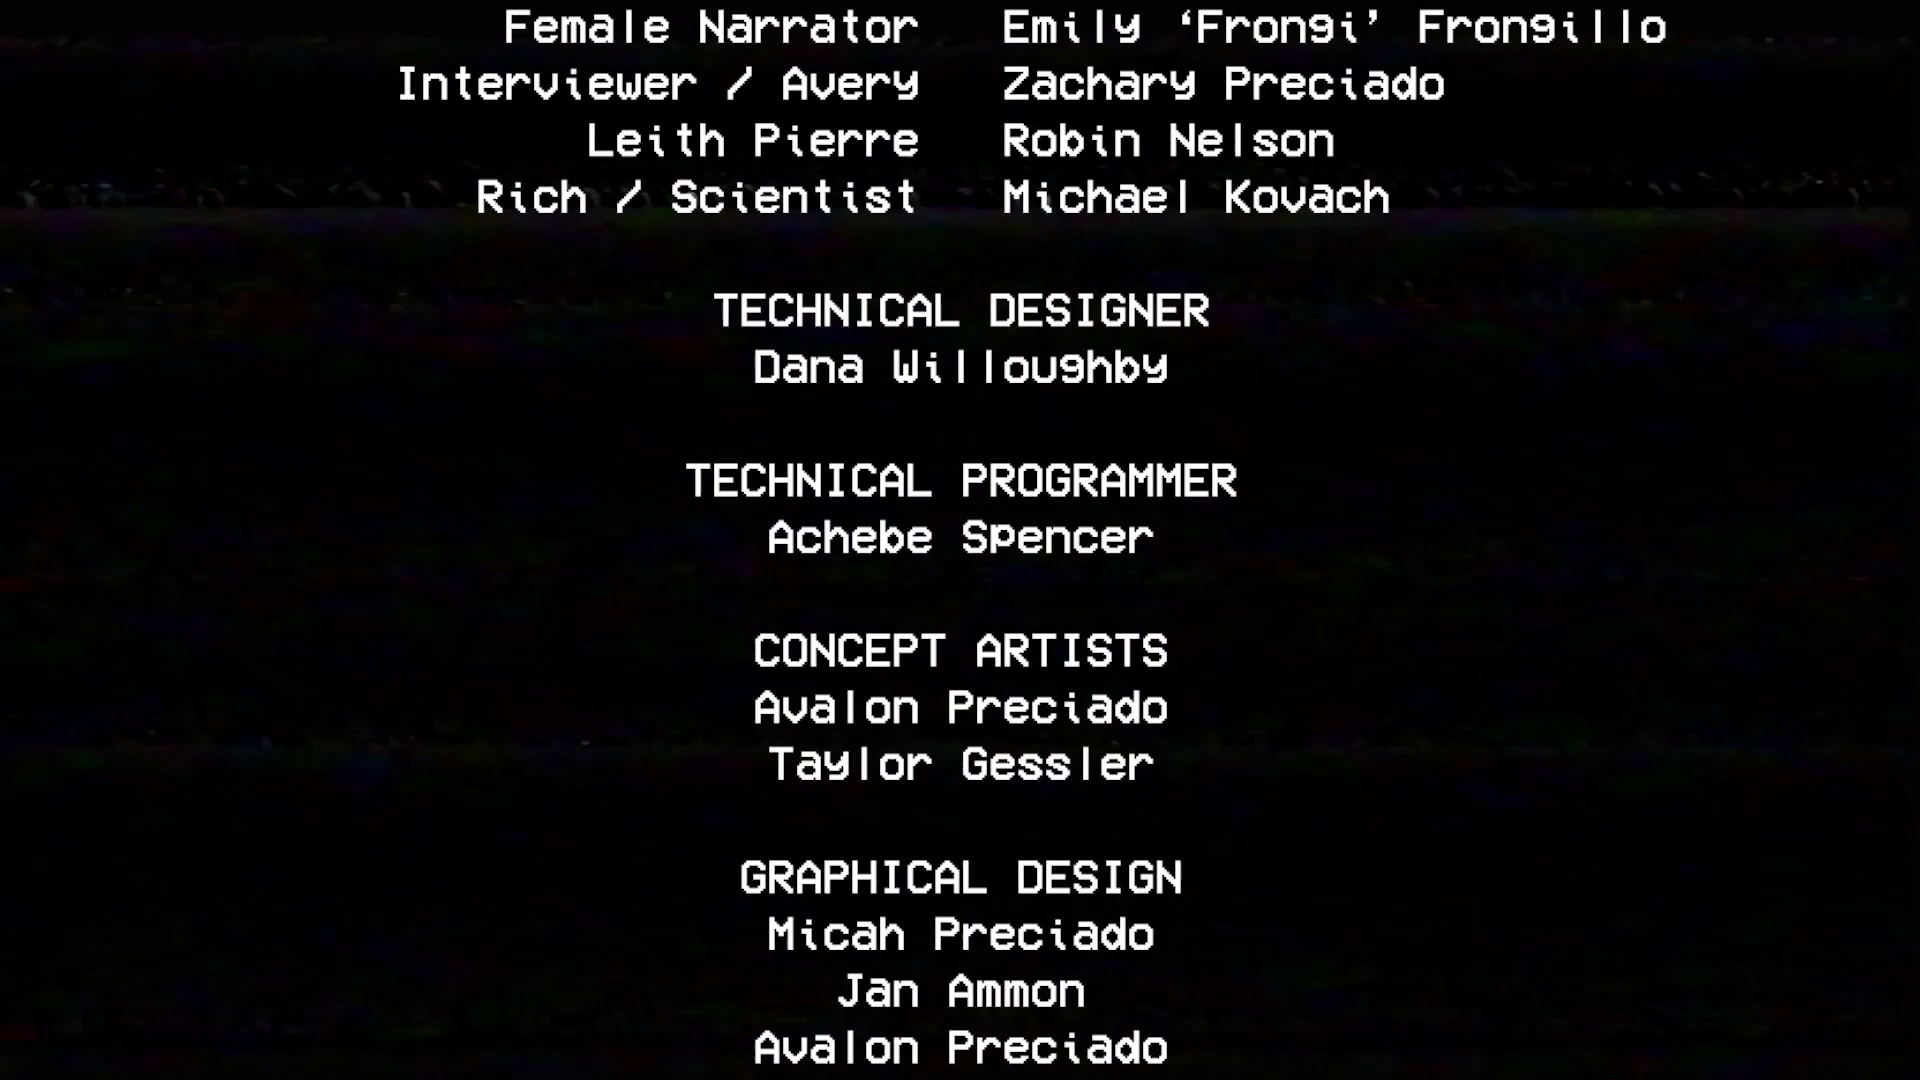 Female Narrator Emily ‘Frongi’ Frongillo
Interviewer / Avery Zachary Preciado
Leith Pierre Robin Nelson
Rich / Scientist Michael Kovach
TECHNICAL DESIGNER
Dana Willoughby
TECHNICAL PROGRAMMER
Achebe Spencer
CONCEPT ARTISTS
Avalon Preciado
Taylor Gessler
GRAPHICAL DESIGN
Micah Preciado
Jan Ammon
Avalon Preciado